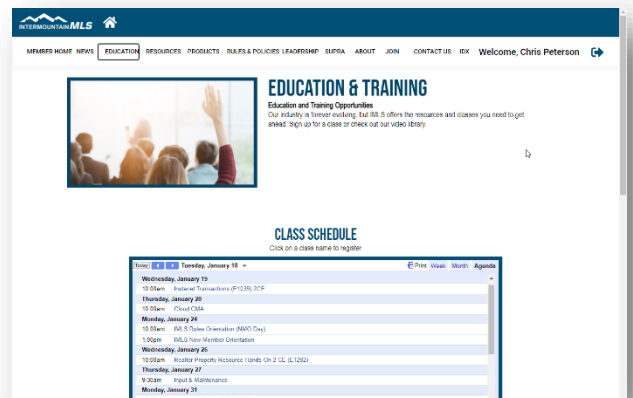 INTERMOUNTAIN MLS
MEMBER HOME NEWS EDUCATION RESOURCES PRODUCTS RULES & POLICIES LEADERSHIP SUPRA ABOUT JOIN CONTACT US IDX Welcome, Chris Peterson
EDUCATION & TRAINING
Education and Training Opportunities
Our industry is forever evolving, but IMLS offers the resources and classes you need to get
ahead. Sign up for a class or check out our video library.
CLASS SCHEDULE
Click on a class name to register
Today Tuesday, January 18 Print Week Month Agenda
Wednesday, January 19
10:00am Instanet Transactions (E1039) 2CE
Thursday, January 20
10:00am Cloud CMA
Monday, January 24
10:00am IMLS Rules Orientation (NMO Day)
1:00pm IMLS New Member Orientation
Wednesday, January 26
10:00am Realtor Property Resource Hands On 2 CE (E1292)
Thursday, January 27
9:30am Input & Maintenance
Monday, January 31